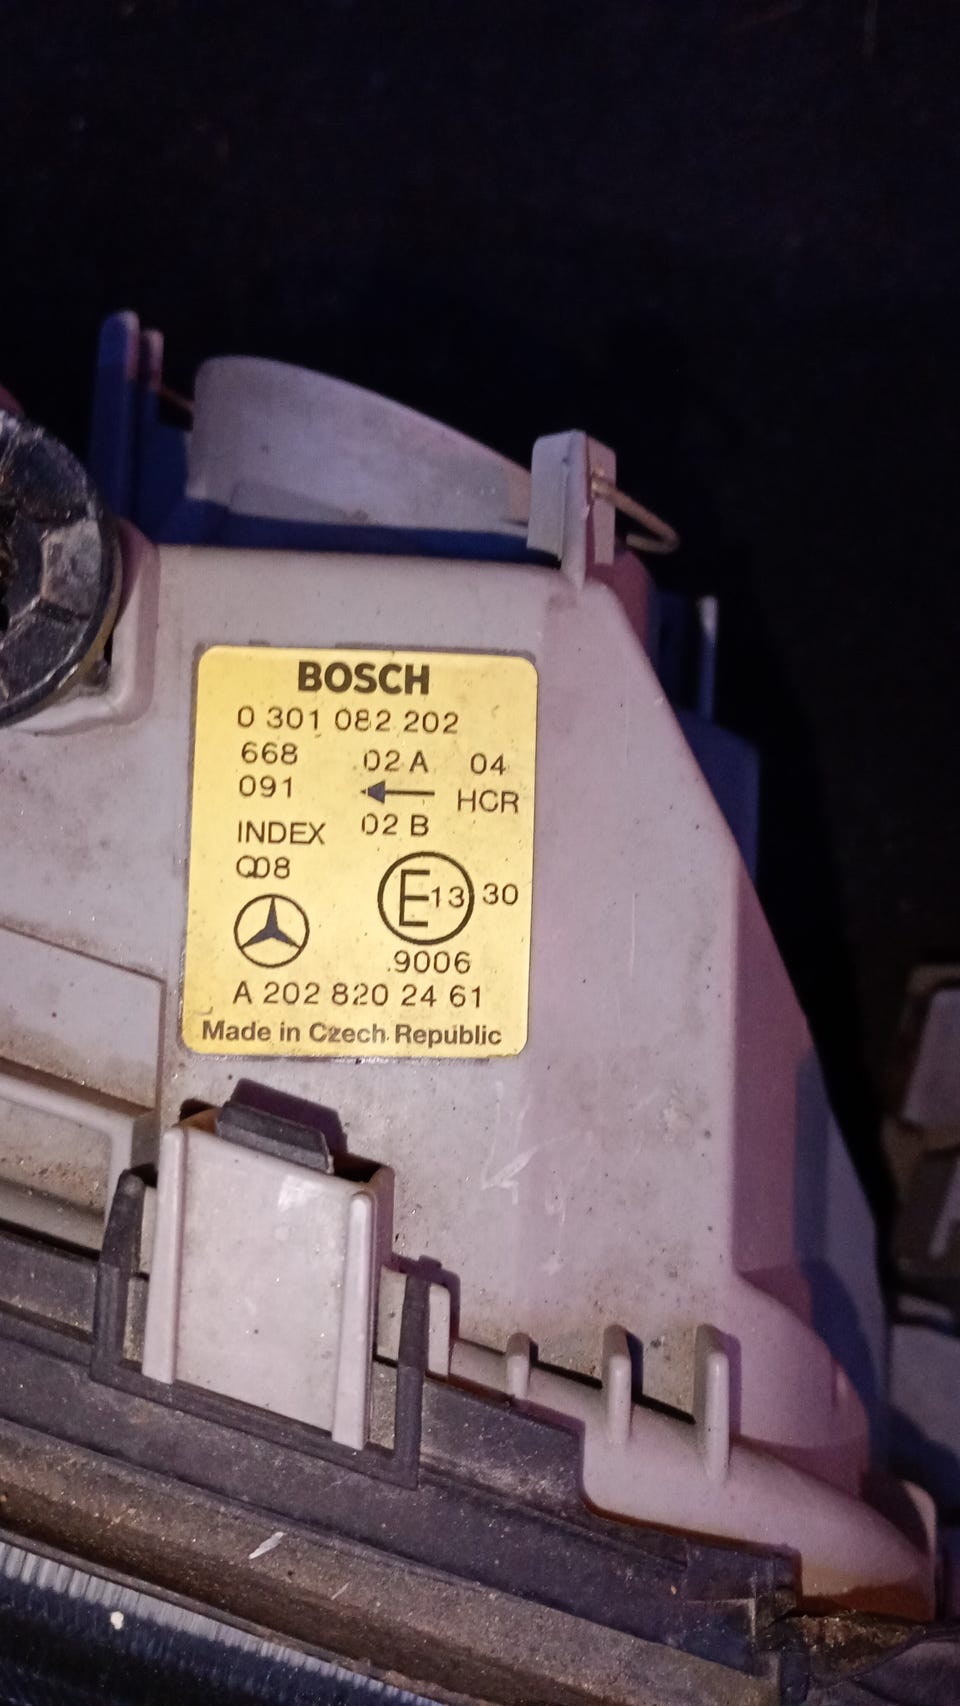 BOSCH
0 301 082 202
668 02 A 04
091 HCR
INDEX 02 B
Q08
E13 30
9006
A 202 820 24 61
Made in Czech Republic